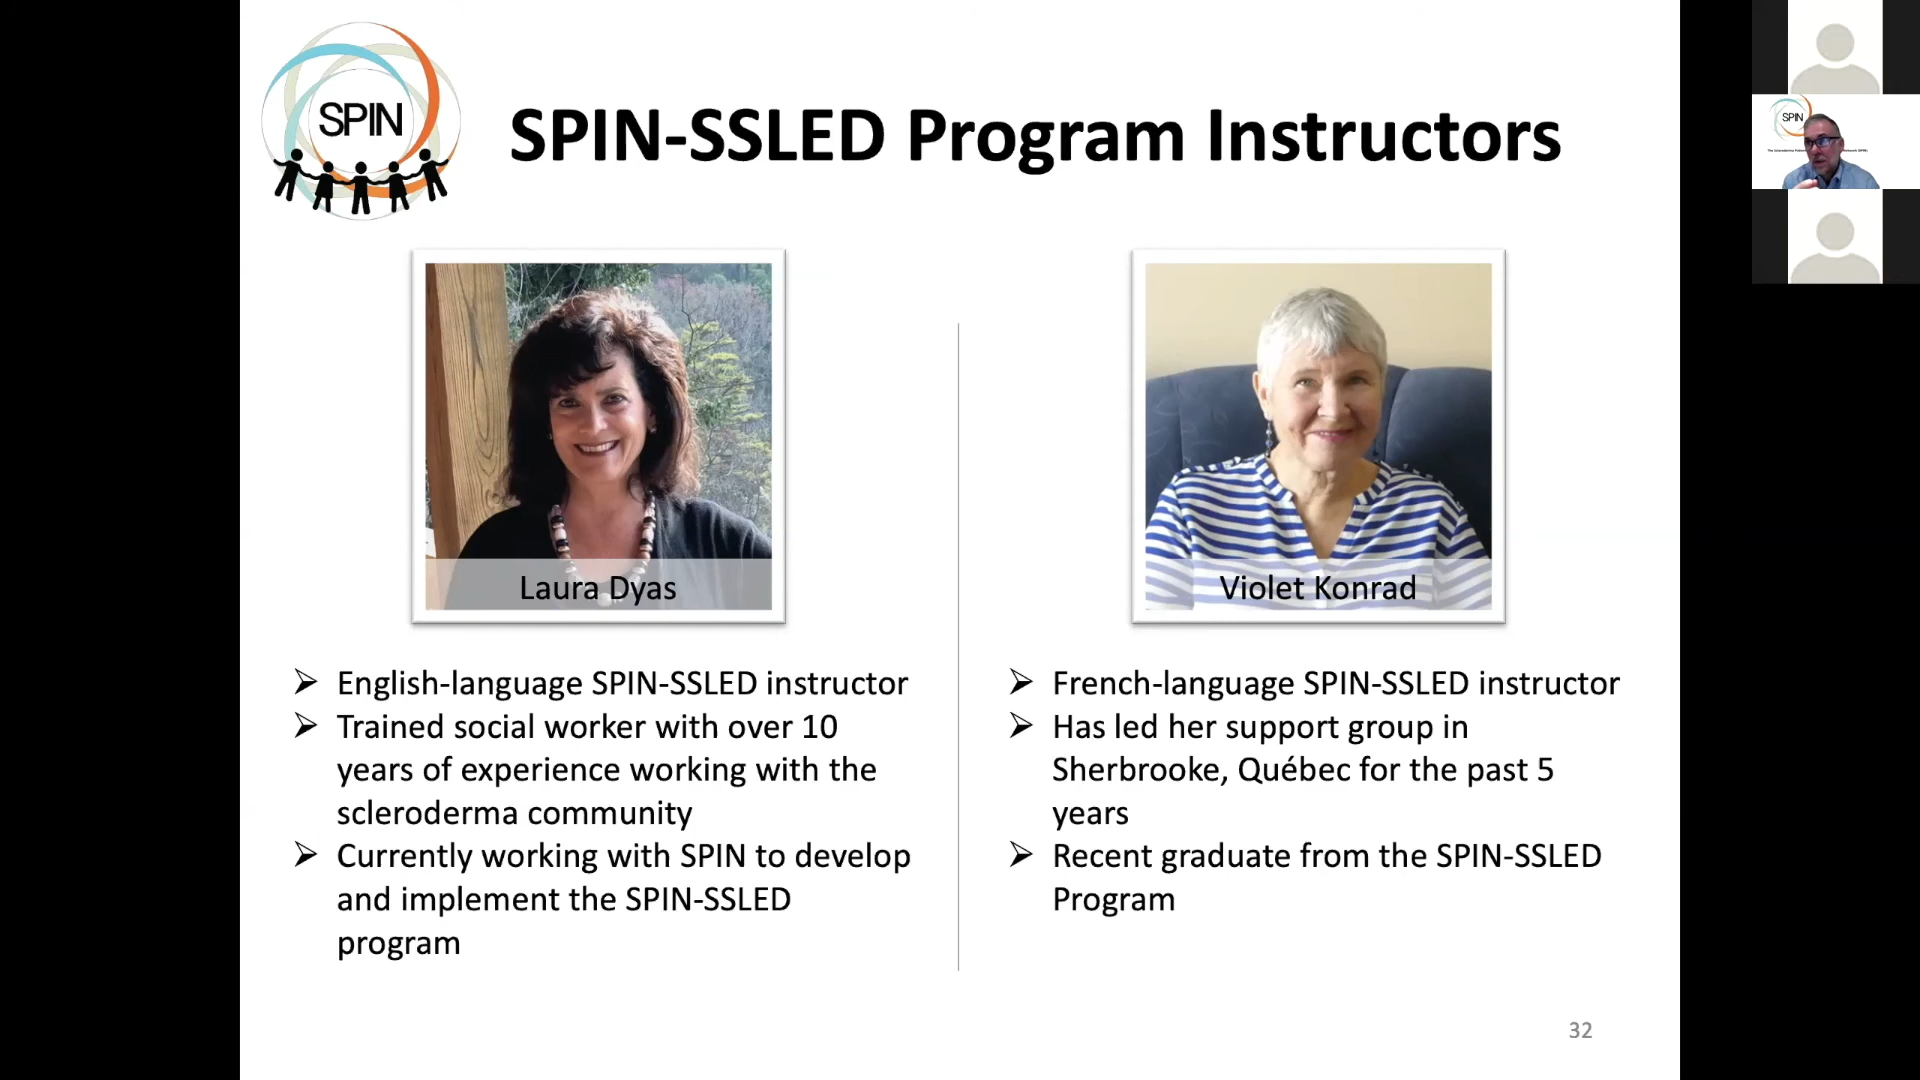 SPIN
SPIN-SSLED Program Instructors
Laura Dyas
➢ English-language SPIN-SSLED instructor
➢ Trained social worker with over 10
years of experience working with the
scleroderma community
➢ Currently working with SPIN to develop
and implement the SPIN-SSLED
program
Violet Konrad
➢ French-language SPIN-SSLED instructor
➢ Has led her support group in
Sherbrooke, Québec for the past 5
years
➢ Recent graduate from the SPIN-SSLED
Program
32
SPIN